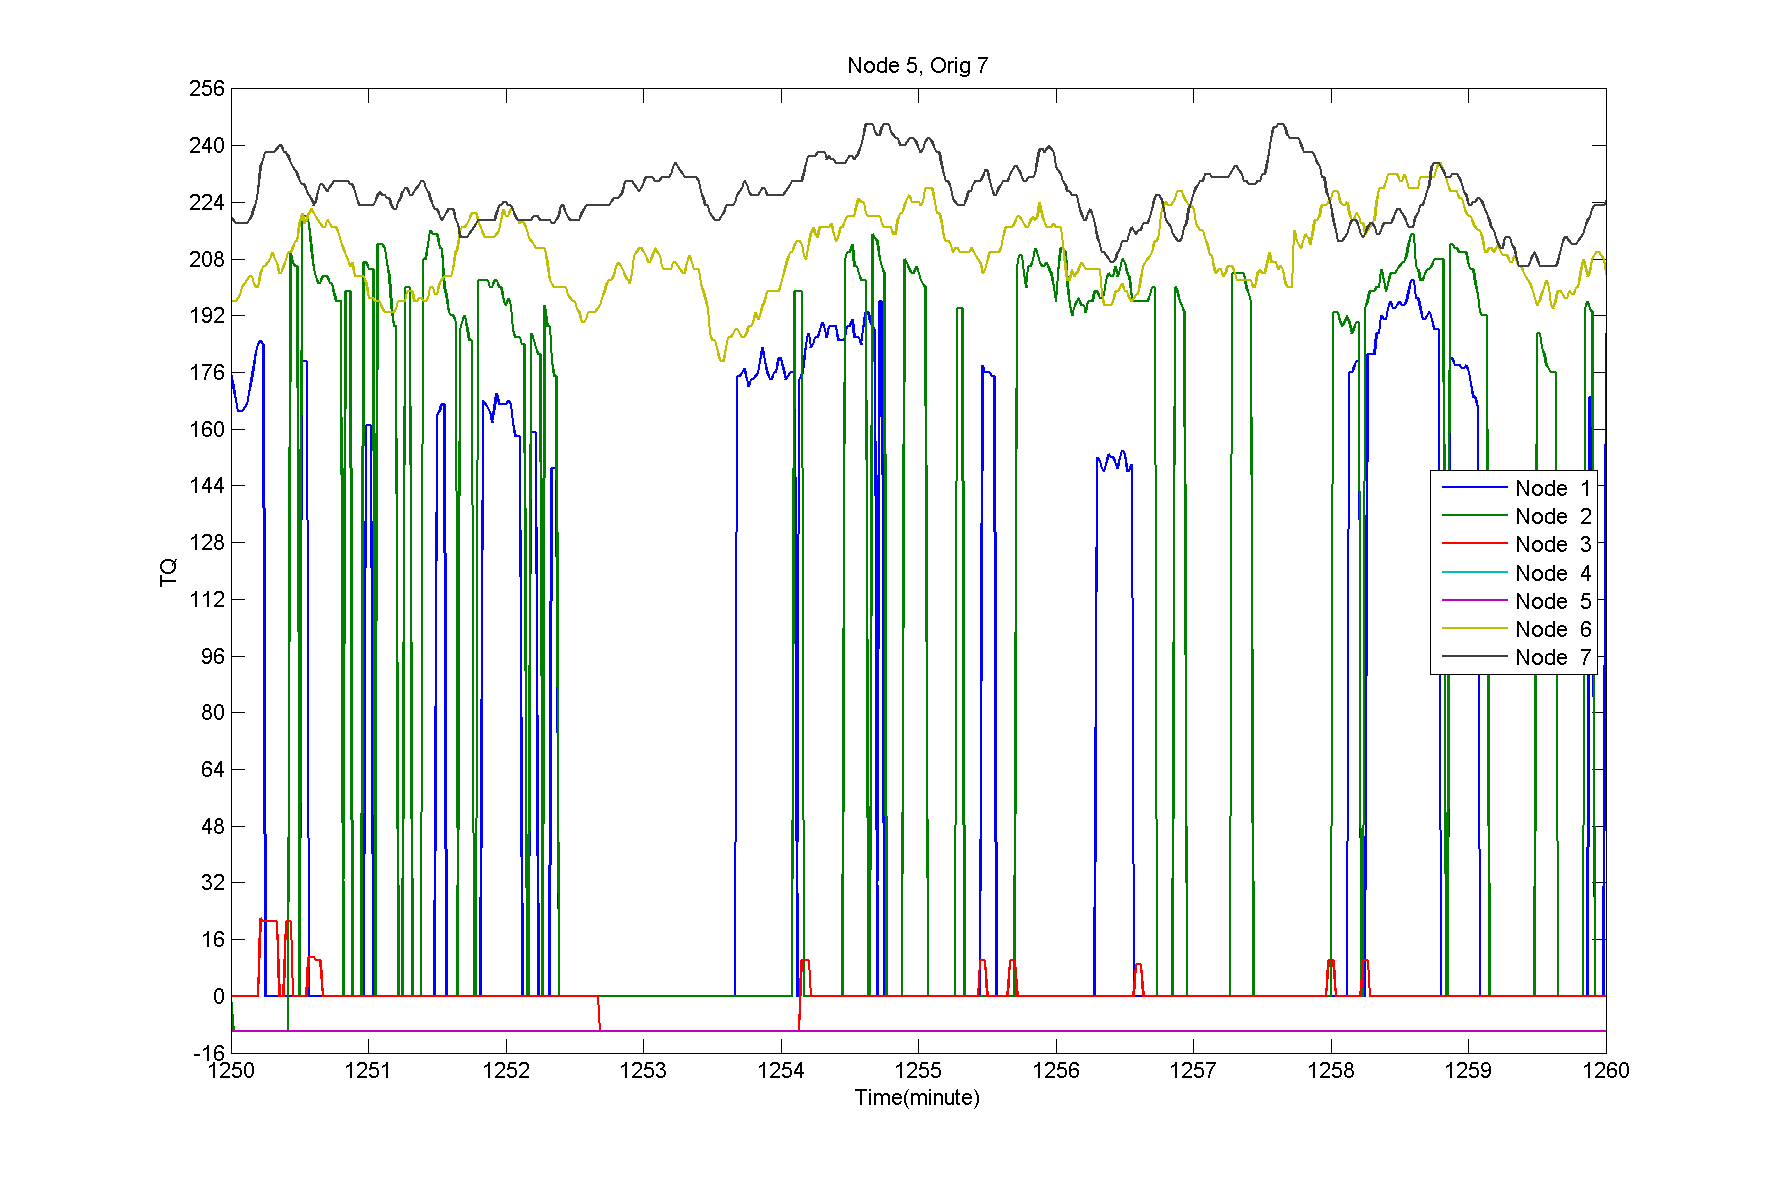 Node 5, Orig 7
256
240
224
208
192
176
160
144
128
112
96
80
64
48
32
16
0
-16
TQ
Node 1
Node 2
Node 3
Node 4
Node 5
Node 6
Node 7
1250 1251 1252 1253 1254 1255 1256 1257 1258 1259 1260
Time(minute)